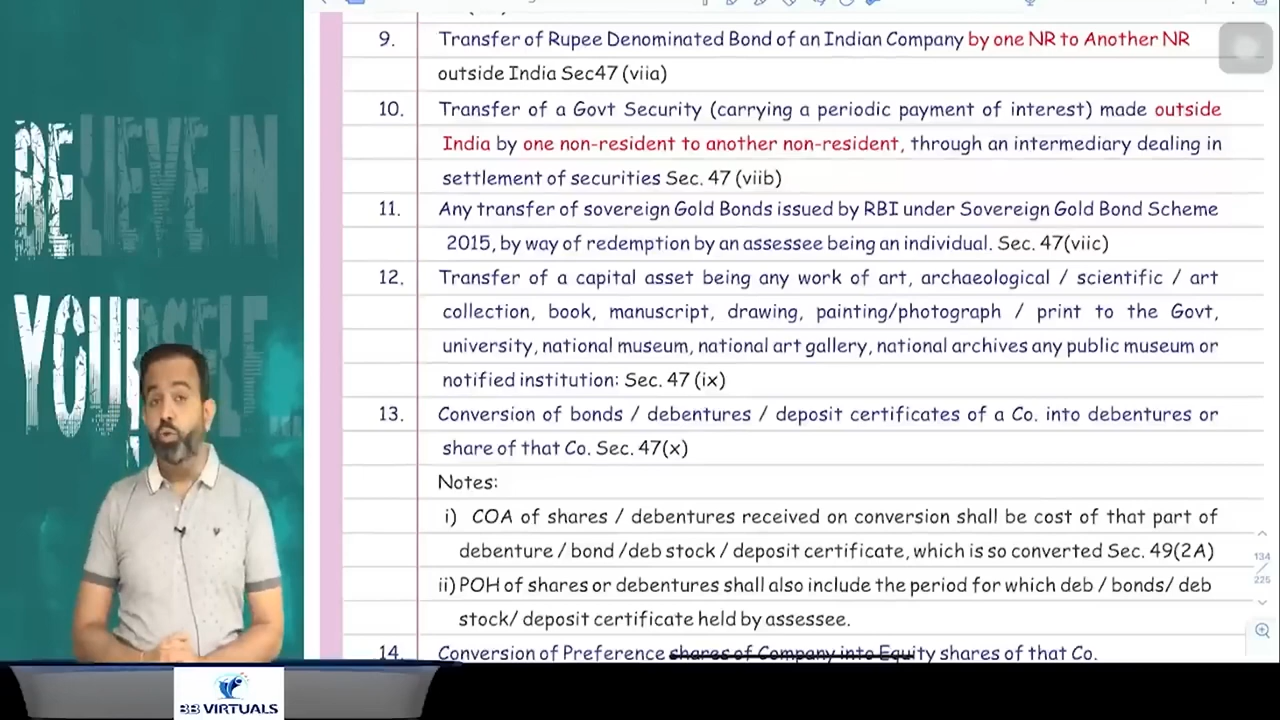 BELIEVE IN
YOURSELF...
9. Transfer of Rupee Denominated Bond of an Indian Company by one NR to Another NR
outside India Sec47 (viia)
10. Transfer of a Govt Security (carrying a periodic payment of interest) made outside
India by one non-resident to another non-resident, through an intermediary dealing in
settlement of securities Sec. 47 (viib)
11. Any transfer of sovereign Gold Bonds issued by RBI under Sovereign Gold Bond Scheme
2015, by way of redemption by an assessee being an individual. Sec. 47(viic)
12. Transfer of a capital asset being any work of art, archaeological / scientific / art
collection, book, manuscript, drawing, painting/photograph / print to the Govt,
university, national museum, national art gallery, national archives any public museum or
notified institution: Sec. 47 (ix)
13. Conversion of bonds / debentures / deposit certificates of a Co. into debentures or
share of that Co. Sec. 47(x)
Notes:
i) COA of shares / debentures received on conversion shall be cost of that part of
debenture / bond /deb stock / deposit certificate, which is so converted Sec. 49(2A)
ii) POH of shares or debentures shall also include the period for which deb / bonds/ deb
stock/ deposit certificate held by assessee.
14. Conversion of Preference shares of Company into Equity shares of that Co.
134
/
225
BB VIRTUALS